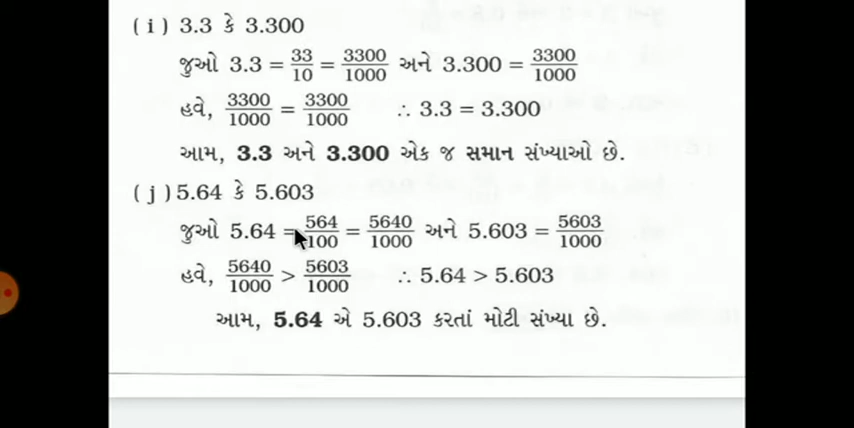 ( i ) 3.3 કે 3.300
જુઓ 3.3 = 33/10 = 3300/1000 અને 3.300 = 3300/1000
હવે, 3300/1000 = 3300/1000 ∴ 3.3 = 3.300
આમ, 3.3 અને 3.300 એક જ સમાન સંખ્યાઓ છે.
( j ) 5.64 કે 5.603
જુઓ 5.64 = 564/100 = 5640/1000 અને 5.603 = 5603/1000
હવે, 5640/1000 > 5603/1000 ∴ 5.64 > 5.603
આમ, 5.64 એ 5.603 કરતાં મોટી સંખ્યા છે.